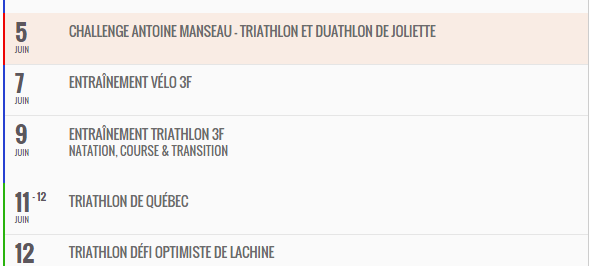 5
JUIN
CHALLENGE ANTOINE MANSEAU - TRIATHLON ET DUATHLON DE JOLIETTE
7
JUIN
ENTRAÎNEMENT VÉLO 3F
9
JUIN
ENTRAÎNEMENT TRIATHLON 3F
NATATION, COURSE & TRANSITION
11 - 12
JUIN
TRIATHLON DE QUÉBEC
12
TRIATHLON DÉFI OPTIMISTE DE LACHINE